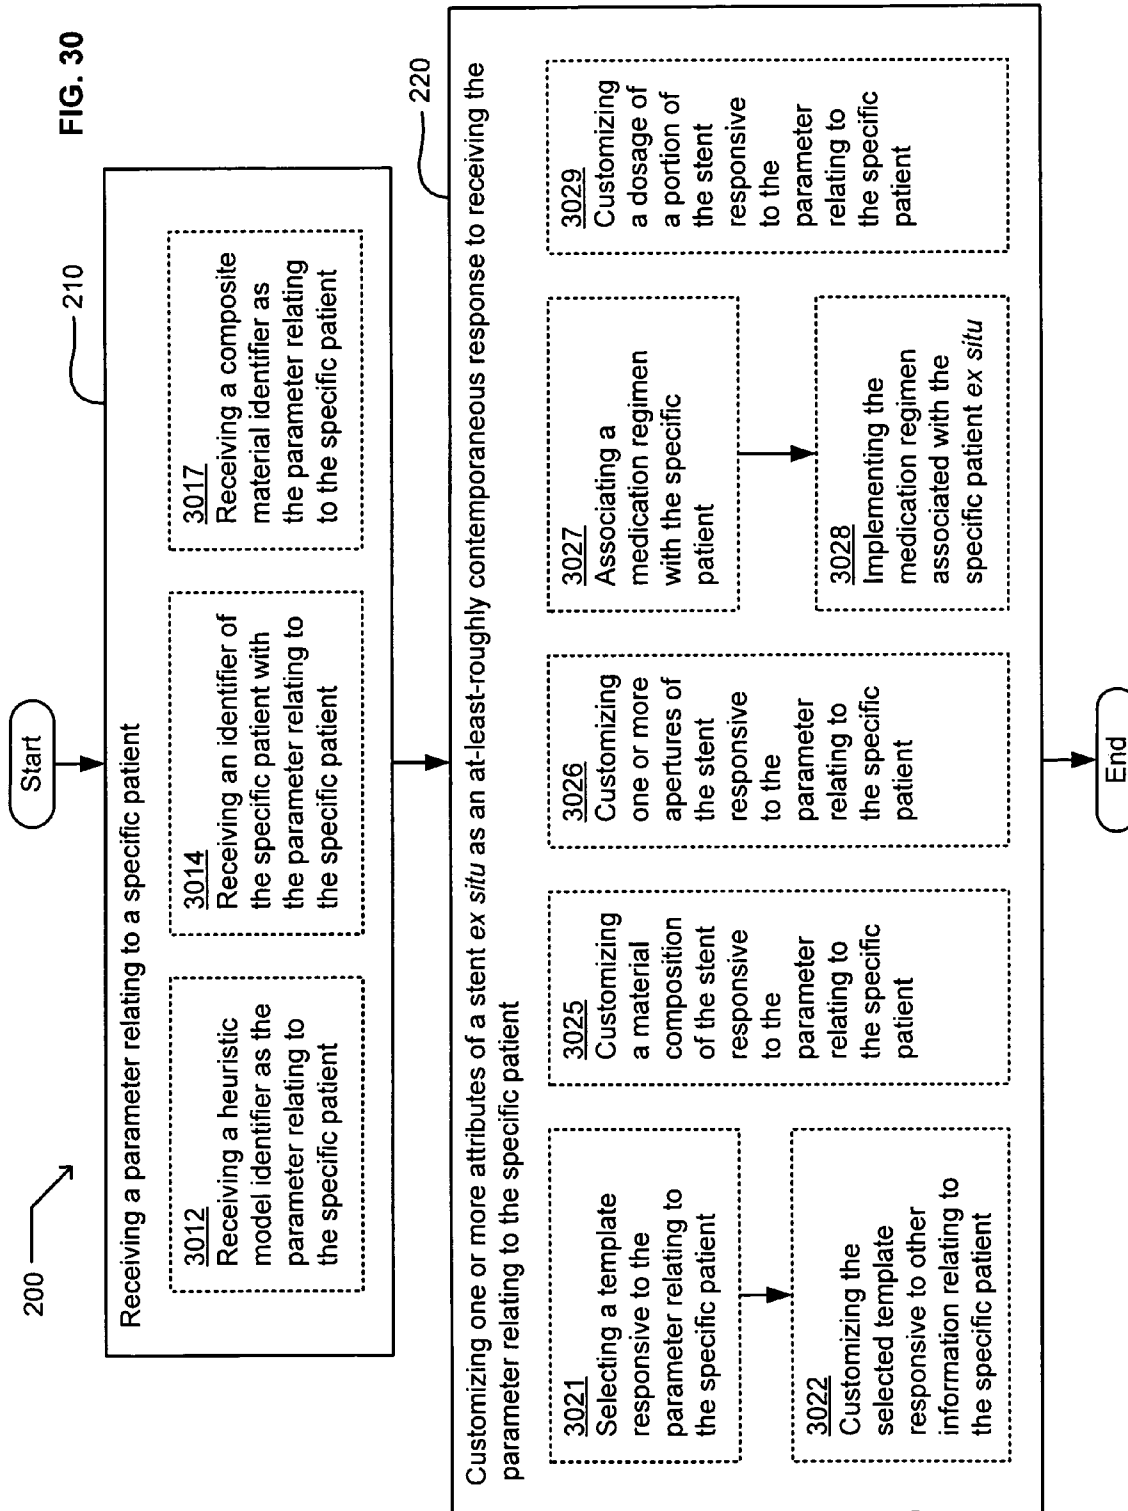 FIG. 30
200
Start
210
Receiving a parameter relating to a specific patient
3012
Receiving a heuristic
model identifier as the
parameter relating to
the specific patient
3014
Receiving an identifier of
the specific patient with
the parameter relating to
the specific patient
3017
Receiving a composite
material identifier as
the parameter relating
to the specific patient
220
Customizing one or more attributes of a stent ex situ as an at-least-roughly contemporaneous response to receiving the
parameter relating to the specific patient
3021
Selecting a template
responsive to the
parameter relating to
the specific patient
3022
Customizing the
selected template
responsive to other
information relating to
the specific patient
3025
Customizing
a material
composition
of the stent
responsive
to the
parameter
relating to
the specific
patient
3026
Customizing
one or more
apertures of
the stent
responsive
to the
parameter
relating to
the specific
patient
3027
Associating a
medication regimen
with the specific
patient
3028
Implementing the
medication regimen
associated with the
specific patient ex situ
3029
Customizing
a dosage of
a portion of
the stent
responsive
to the
parameter
relating to
the specific
patient
End